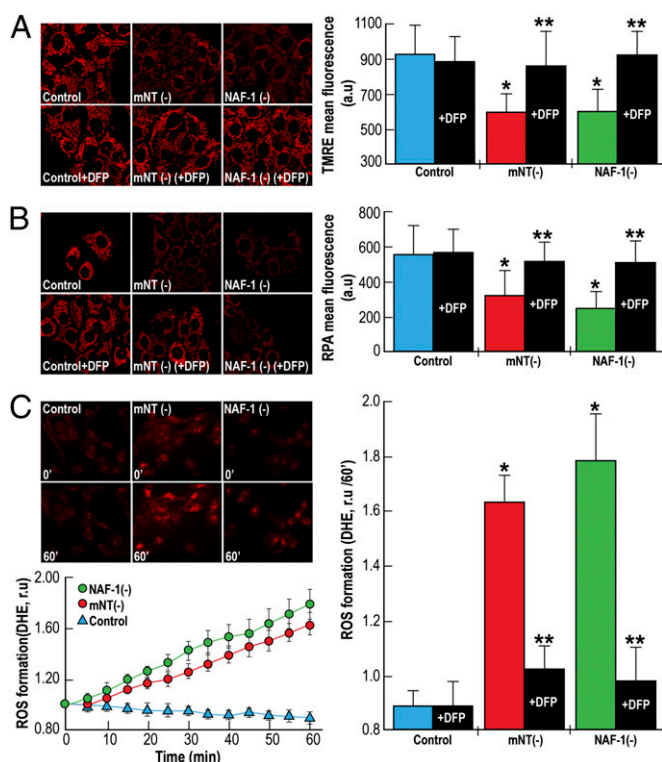 A
Control
mNT (-)
NAF-1 (-)
Control+DFP
mNT (-) (+DFP)
NAF-1 (-) (+DFP)
TMRE mean fluorescence
(a.u)
1100
900
700
500
300
+DFP
*
+DFP
**
*
+DFP
**
Control
mNT(-)
NAF-1(-)
B
Control
mNT (-)
NAF-1 (-)
Control+DFP
mNT (-) (+DFP)
NAF-1 (-) (+DFP)
RPA mean fluorescence
(a.u)
800
600
400
200
0
+DFP
*
+DFP
**
*
+DFP
**
Control
mNT(-)
NAF-1(-)
C
Control
mNT (-)
NAF-1 (-)
0'
0'
0'
60'
60'
60'
ROS formation(DHE, r.u)
2.00
1.60
1.20
0.80
NAF-1(-)
mNT(-)
Control
0 10 20 30 40 50 60
Time (min)
ROS formation (DHE, r.u /60')
2.0
1.8
1.6
1.4
1.2
1.0
0.8
+DFP
*
+DFP
**
*
+DFP
**
Control
mNT(-)
NAF-1(-)